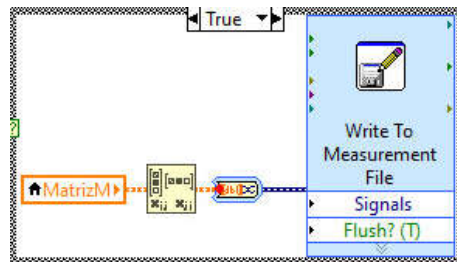 True
?
MatrizM
Write To
Measurement
File
Signals
Flush? (T)